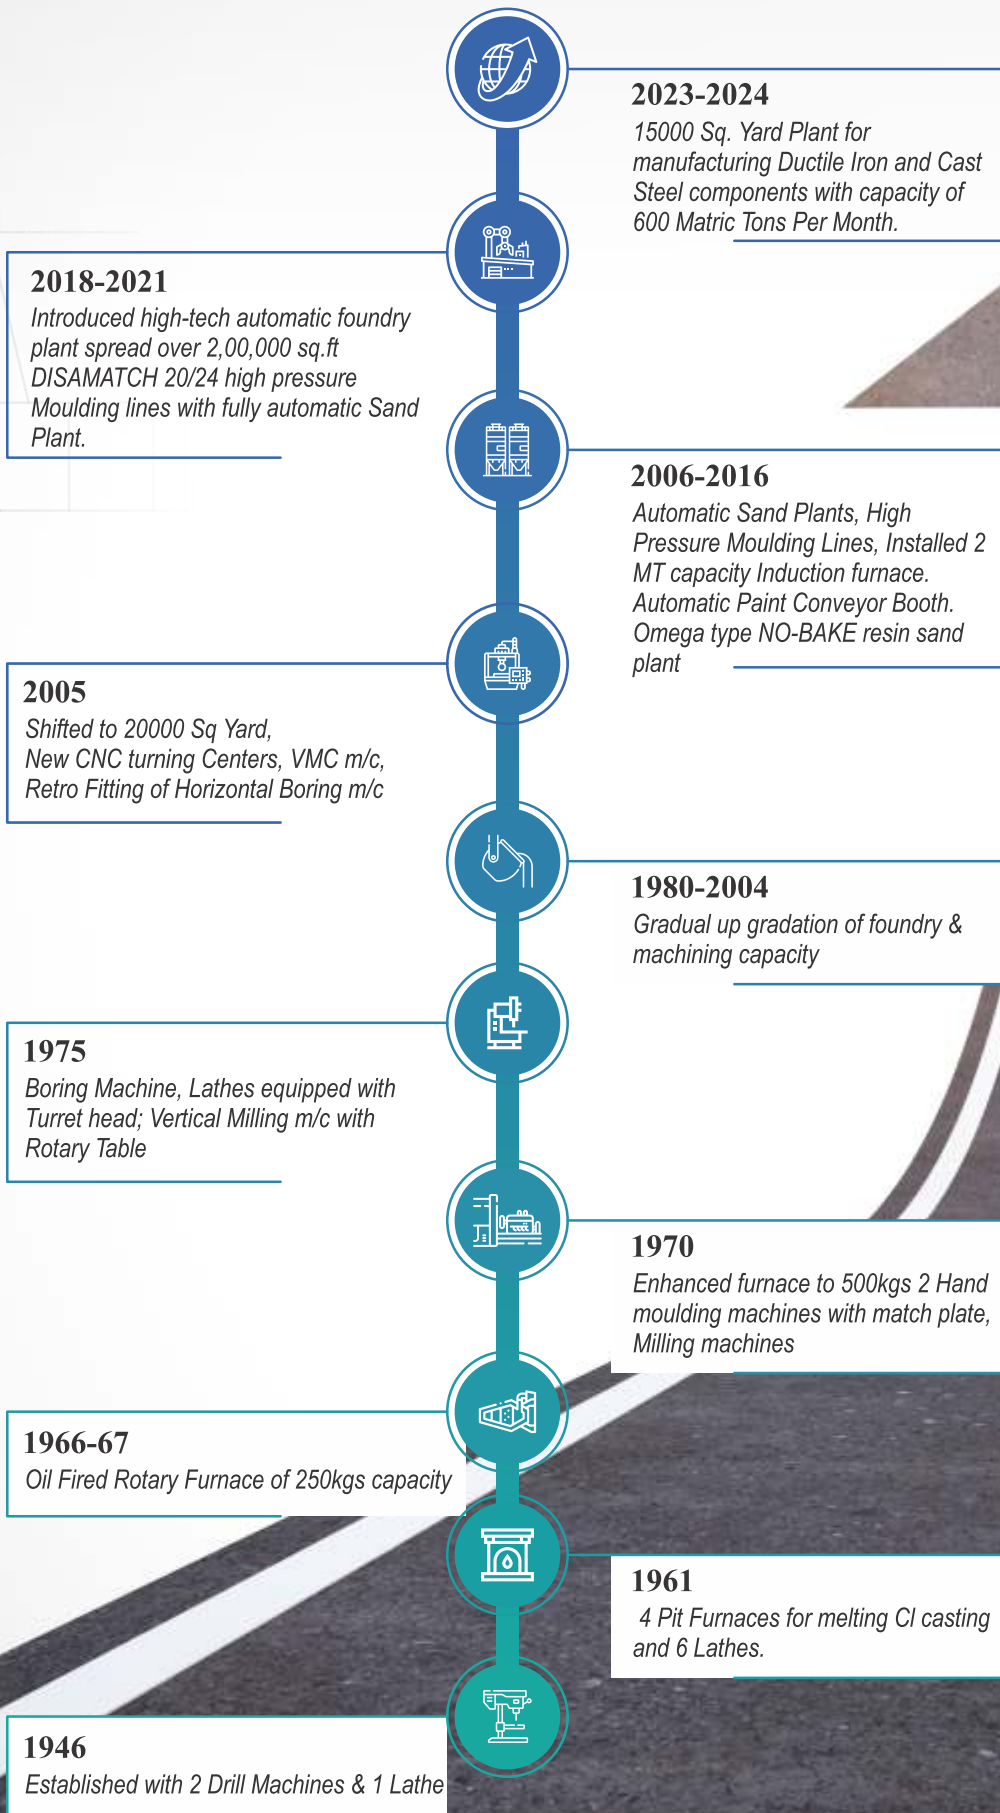 2023-2024
15000 Sq. Yard Plant for
manufacturing Ductile Iron and Cast
Steel components with capacity of
600 Matric Tons Per Month.
2018-2021
Introduced high-tech automatic foundry
plant spread over 2,00,000 sq.ft
DISAMATCH 20/24 high pressure
Moulding lines with fully automatic Sand
Plant.
2006-2016
Automatic Sand Plants, High
Pressure Moulding Lines, Installed 2
MT capacity Induction furnace.
Automatic Paint Conveyor Booth.
Omega type NO-BAKE resin sand
plant
2005
Shifted to 20000 Sq Yard,
New CNC turning Centers, VMC m/c,
Retro Fitting of Horizontal Boring m/c
1980-2004
Gradual up gradation of foundry &
machining capacity
1975
Boring Machine, Lathes equipped with
Turret head; Vertical Milling m/c with
Rotary Table
1970
Enhanced furnace to 500kgs 2 Hand
moulding machines with match plate,
Milling machines
1966-67
Oil Fired Rotary Furnace of 250kgs capacity
1961
4 Pit Furnaces for melting CI casting
and 6 Lathes.
1946
Established with 2 Drill Machines & 1 Lathe